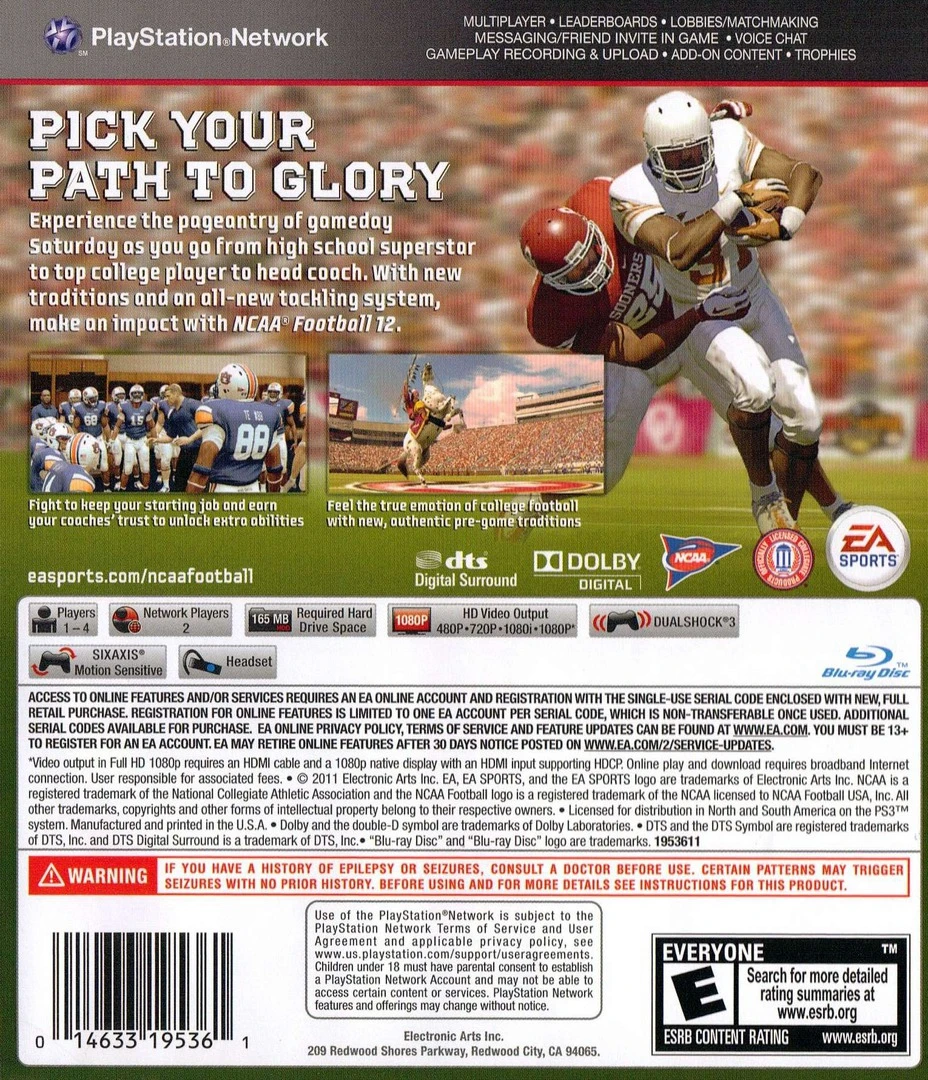 PlayStation®Network
SM
MULTIPLAYER • LEADERBOARDS • LOBBIES/MATCHMAKING
MESSAGING/FRIEND INVITE IN GAME • VOICE CHAT
GAMEPLAY RECORDING & UPLOAD • ADD-ON CONTENT • TROPHIES
PICK YOUR
PATH TO GLORY
Experience the pageantry of gameday
Saturday as you go from high school superstar
to top college player to head coach. With new
traditions and an all-new tackling system,
make an impact with NCAA® Football 12.
SOONERS
68
15
TE #88
88
Fight to keep your starting job and earn
your coaches' trust to unlock extra abilities
Feel the true emotion of college football
with new, authentic pre-game traditions
easports.com/ncaafootball
dts
Digital Surround
DOLBY
DIGITAL
NCAA
OFFICIALLY LICENSED COLLEGIATE PRODUCTS
EA
SPORTS
Players
1-4
Network Players
2
165 MB
Required Hard
Drive Space
1080P
HD Video Output
480P•720P•1080i•1080P*
DUALSHOCK®3
SIXAXIS®
Motion Sensitive
Headset
Blu-ray Disc
TM
ACCESS TO ONLINE FEATURES AND/OR SERVICES REQUIRES AN EA ONLINE ACCOUNT AND REGISTRATION WITH THE SINGLE-USE SERIAL CODE ENCLOSED WITH NEW, FULL
RETAIL PURCHASE. REGISTRATION FOR ONLINE FEATURES IS LIMITED TO ONE EA ACCOUNT PER SERIAL CODE, WHICH IS NON-TRANSFERABLE ONCE USED. ADDITIONAL
SERIAL CODES AVAILABLE FOR PURCHASE. EA ONLINE PRIVACY POLICY, TERMS OF SERVICE AND FEATURE UPDATES CAN BE FOUND AT WWW.EA.COM. YOU MUST BE 13+
TO REGISTER FOR AN EA ACCOUNT. EA MAY RETIRE ONLINE FEATURES AFTER 30 DAYS NOTICE POSTED ON WWW.EA.COM/2/SERVICE-UPDATES.
*Video output in Full HD 1080p requires an HDMI cable and a 1080p native display with an HDMI input supporting HDCP. Online play and download requires broadband Internet
connection. User responsible for associated fees. • © 2011 Electronic Arts Inc. EA, EA SPORTS, and the EA SPORTS logo are trademarks of Electronic Arts Inc. NCAA is a
registered trademark of the National Collegiate Athletic Association and the NCAA Football logo is a registered trademark of the NCAA licensed to NCAA Football USA, Inc. All
other trademarks, copyrights and other forms of intellectual property belong to their respective owners. • Licensed for distribution in North and South America on the PS3™
system. Manufactured and printed in the U.S.A. • Dolby and the double-D symbol are trademarks of Dolby Laboratories. • DTS and the DTS Symbol are registered trademarks
of DTS, Inc. and DTS Digital Surround is a trademark of DTS, Inc.• "Blu-ray Disc" and "Blu-ray Disc" logo are trademarks. 1953611
WARNING
IF YOU HAVE A HISTORY OF EPILEPSY OR SEIZURES, CONSULT A DOCTOR BEFORE USE. CERTAIN PATTERNS MAY TRIGGER
SEIZURES WITH NO PRIOR HISTORY. BEFORE USING AND FOR MORE DETAILS SEE INSTRUCTIONS FOR THIS PRODUCT.
Use of the PlayStation®Network is subject to the
PlayStation Network Terms of Service and User
Agreement and applicable privacy policy, see
www.us.playstation.com/support/useragreements.
Children under 18 must have parental consent to establish
a PlayStation Network Account and may not be able to
access certain content or services. PlayStation Network
features and offerings may change without notice.
Electronic Arts Inc.
209 Redwood Shores Parkway, Redwood City, CA 94065.
0 14633 19536 1
EVERYONE
TM
E
Search for more detailed
rating summaries at
www.esrb.org
ESRB CONTENT RATING www.esrb.org